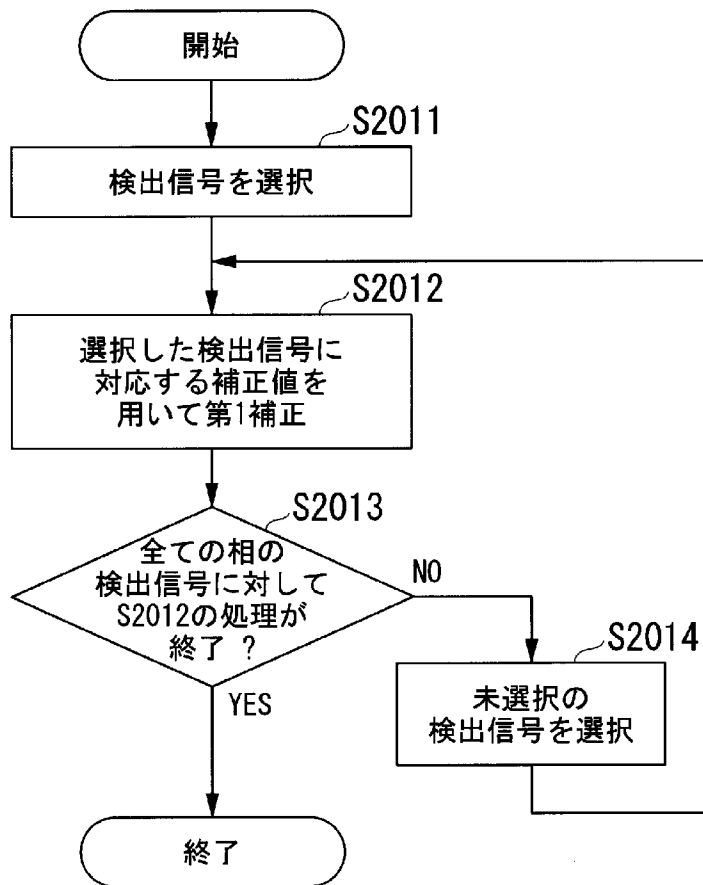 開始
S2011
検出信号を選択
S2012
選択した検出信号に
対応する補正値を
用いて第1補正
S2013
全ての相の
検出信号に対して
S2012の処理が
終了 ?
NO
S2014
未選択の
検出信号を選択
YES
終了